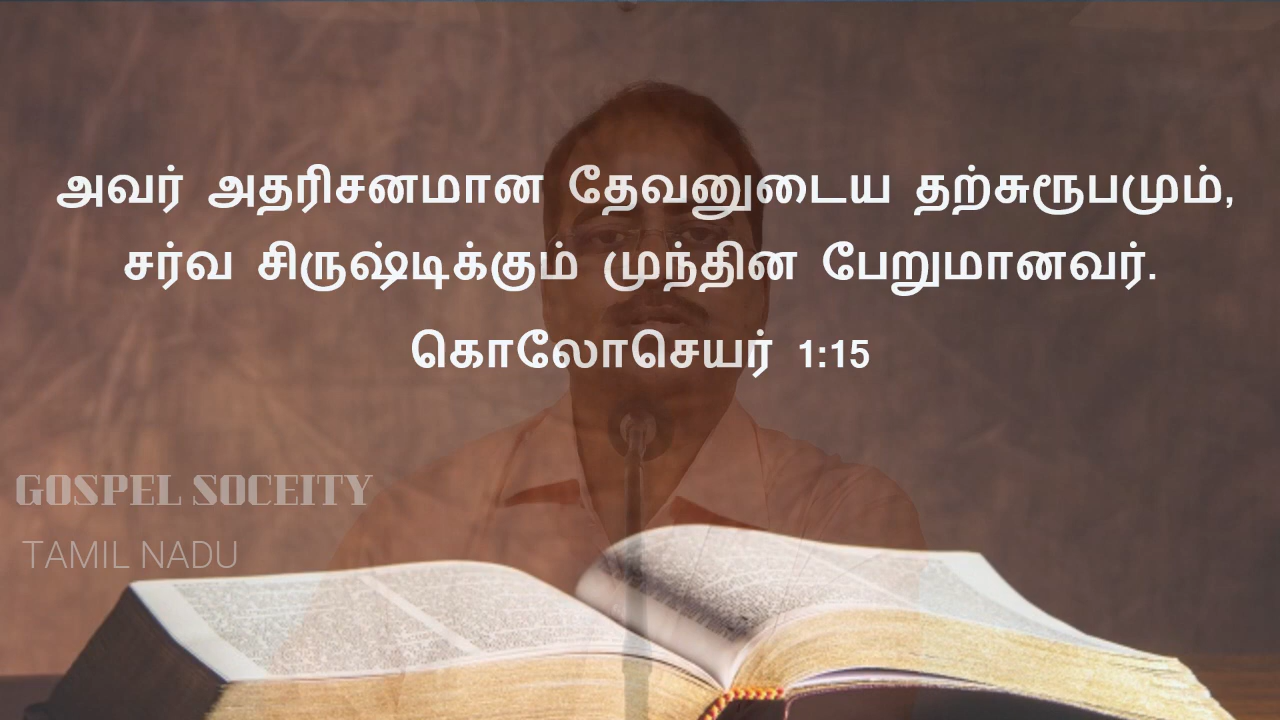 அவர் அதரிசனமான தேவனுடைய தற்சுரூபமும்,
சர்வ சிருஷ்டிக்கும் முந்தின பேறுமானவர்.
கொலோசெயர் 1:15
GOSPEL SOCEITY
TAMIL NADU